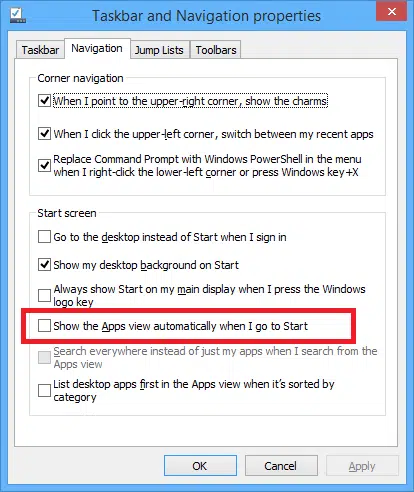 Taskbar and Navigation properties
Taskbar Navigation Jump Lists Toolbars
Corner navigation
When I point to the upper-right corner, show the charms
When I click the upper-left corner, switch between my recent apps
Replace Command Prompt with Windows PowerShell in the menu
when I right-click the lower-left corner or press Windows key+X
Start screen
Go to the desktop instead of Start when I sign in
Show my desktop background on Start
Always show Start on my main display when I press the Windows
logo key
Show the Apps view automatically when I go to Start
Search everywhere instead of just my apps when I search from the
Apps view
List desktop apps first in the Apps view when it's sorted by
category
OK Cancel Apply